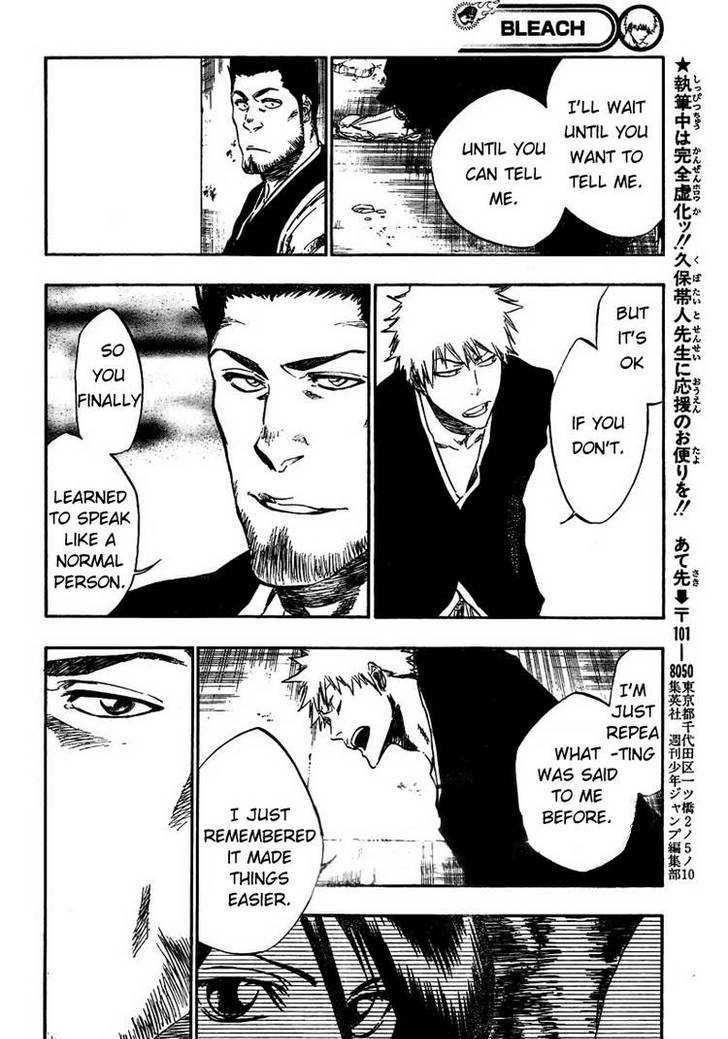 BLEACH
I'LL WAIT
UNTIL YOU
WANT TO
TELL ME.
UNTIL YOU
CAN TELL
ME.
BUT
IT'S
OK
IF YOU
DON'T.
SO
YOU
FINALLY
LEARNED
TO SPEAK
LIKE A
NORMAL
PERSON.
I'M
JUST
REPEA
WHAT -TING
WAS SAID
TO ME
BEFORE.
I JUST
REMEMBERED
IT MADE
THINGS
EASIER.
★執筆中は完全虚化ッ!!久保帯人先生に応援のお便りを!! あて先➡〒101―8050東京都千代田区一ツ橋2ノ5ノ10
集英社 週刊少年ジャンプ編集部